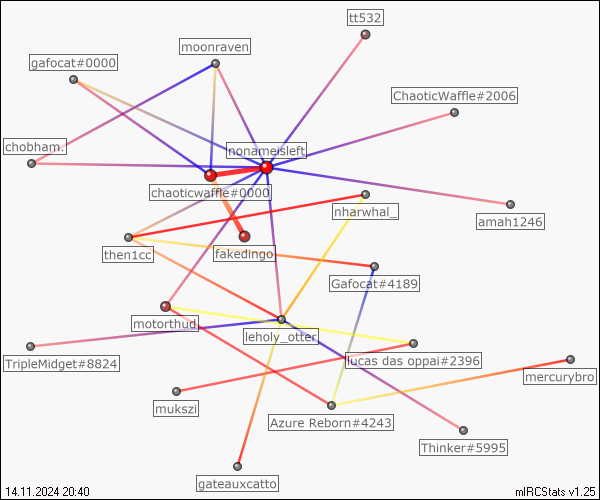 tt532
moonraven
gafocat#0000
ChaoticWaffle#2006
chobham.
nonameisleft
chaoticwaffle#0000
nharwhal_
amah1246
then1cc
fakedingo
Gafocat#4189
motorthud.
leholy_otter
TripleMidget#8824
lucas das oppai#2396
mercurybro
mukszi
Azure Reborn#4243
Thinker#5995
gateauxcatto
14.11.2024 20:40
mIRCStats v1.25